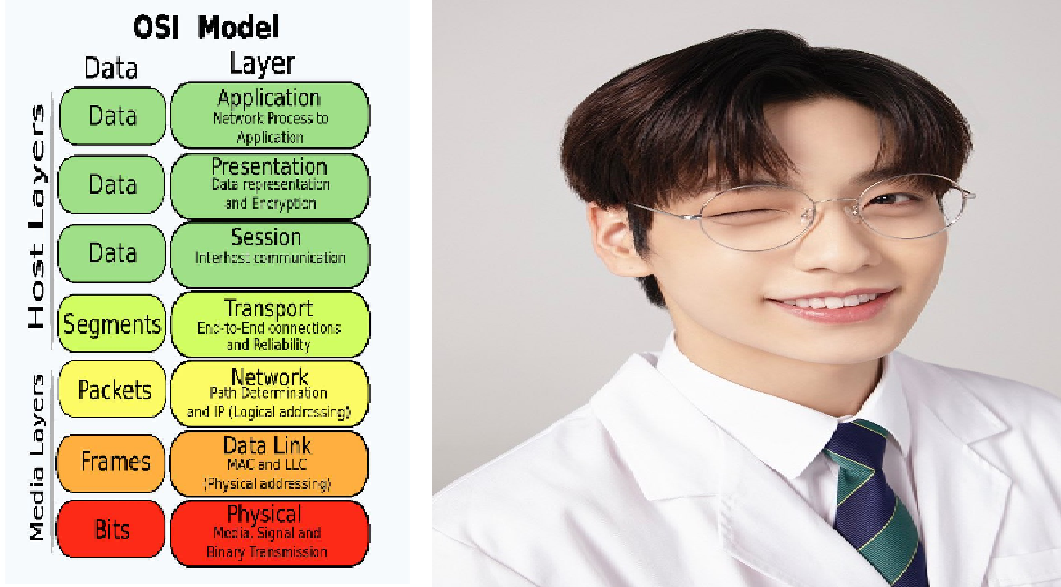 OSI Model
Data
Layer
Host Layers
Data
Application
Network Process to
Application
Data
Presentation
Data representation
and Encryption
Data
Session
Interhost communication
Segments
Transport
End-to-End connections
and Reliability
Media Layers
Packets
Network
Path Determination
and IP (Logical addressing)
Frames
Data Link
MAC and LLC
(Physical addressing)
Bits
Physical
Media, Signal and
Binary Transmission